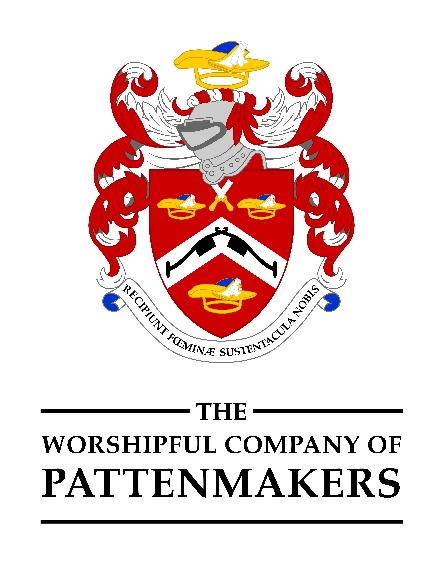 RECIPIUNT FŒMINÆ SUSTENTACULA NOBIS
THE
WORSHIPFUL COMPANY OF
PATTENMAKERS